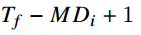 T_f − MD_i + 1